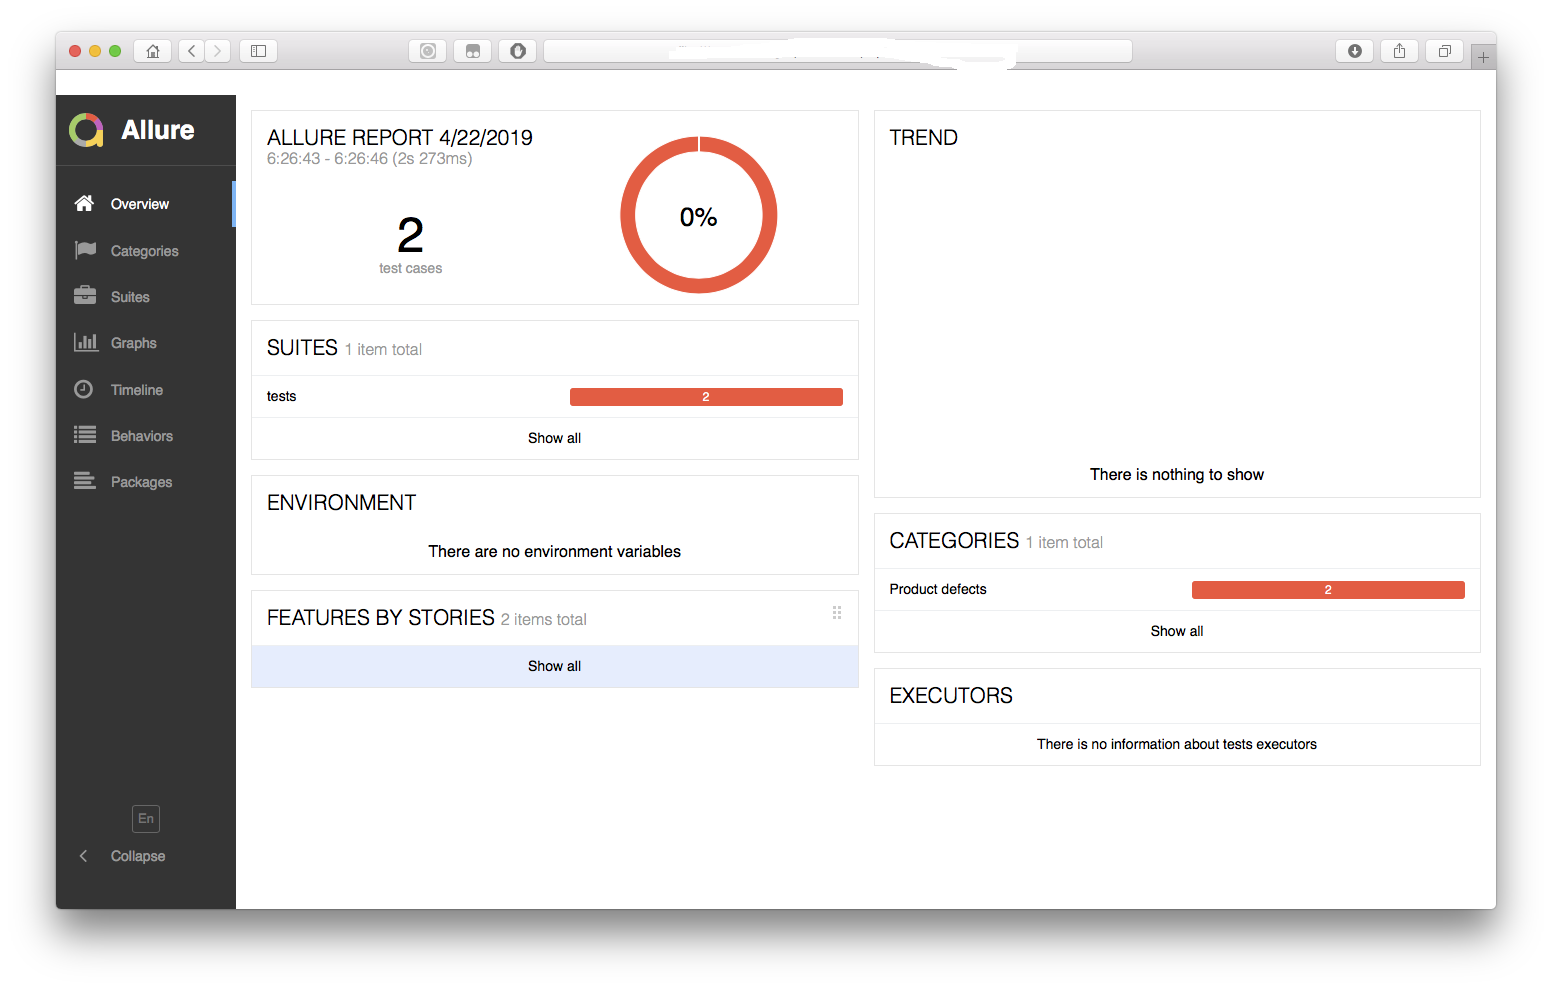 Allure
Overview
Categories
Suites
Graphs
Timeline
Behaviors
Packages
En
Collapse
ALLURE REPORT 4/22/2019
6:26:43 - 6:26:46 (2s 273ms)
2
test cases
0%
SUITES 1 item total
tests 2
Show all
ENVIRONMENT
There are no environment variables
FEATURES BY STORIES 2 items total
Show all
TREND
There is nothing to show
CATEGORIES 1 item total
Product defects 2
Show all
EXECUTORS
There is no information about tests executors